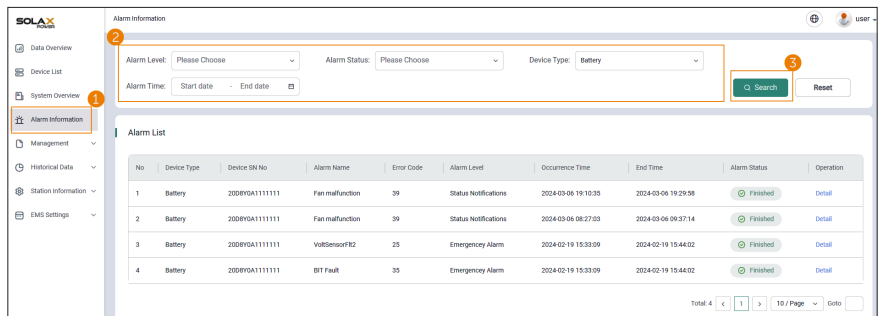 SOLAX
POWER
Alarm Information
user
Data Overview
Device List
System Overview
1
Alarm Information
Management
Historical Data
Station Information
EMS Settings
2
Alarm Level: Please Choose Alarm Status: Please Choose Device Type: Battery
Alarm Time: Start date - End date
3
Search Reset
Alarm List
No Device Type Device SN No Alarm Name Error Code Alarm Level Occurrence Time End Time Alarm Status Operation
1 Battery 20D8Y0A1111111 Fan malfunction 39 Status Notifications 2024-03-06 19:10:35 2024-03-06 19:29:58 Finished Detail
2 Battery 20D8Y0A1111111 Fan malfunction 39 Status Notifications 2024-03-06 08:27:03 2024-03-06 09:37:14 Finished Detail
3 Battery 20D8Y0A1111111 VoltSensorFlt2 25 Emergencey Alarm 2024-02-19 15:33:09 2024-02-19 15:44:02 Finished Detail
4 Battery 20D8Y0A1111111 BIT Fault 35 Emergencey Alarm 2024-02-19 15:33:09 2024-02-19 15:44:02 Finished Detail
Total: 4 < 1 > 10 / Page Goto